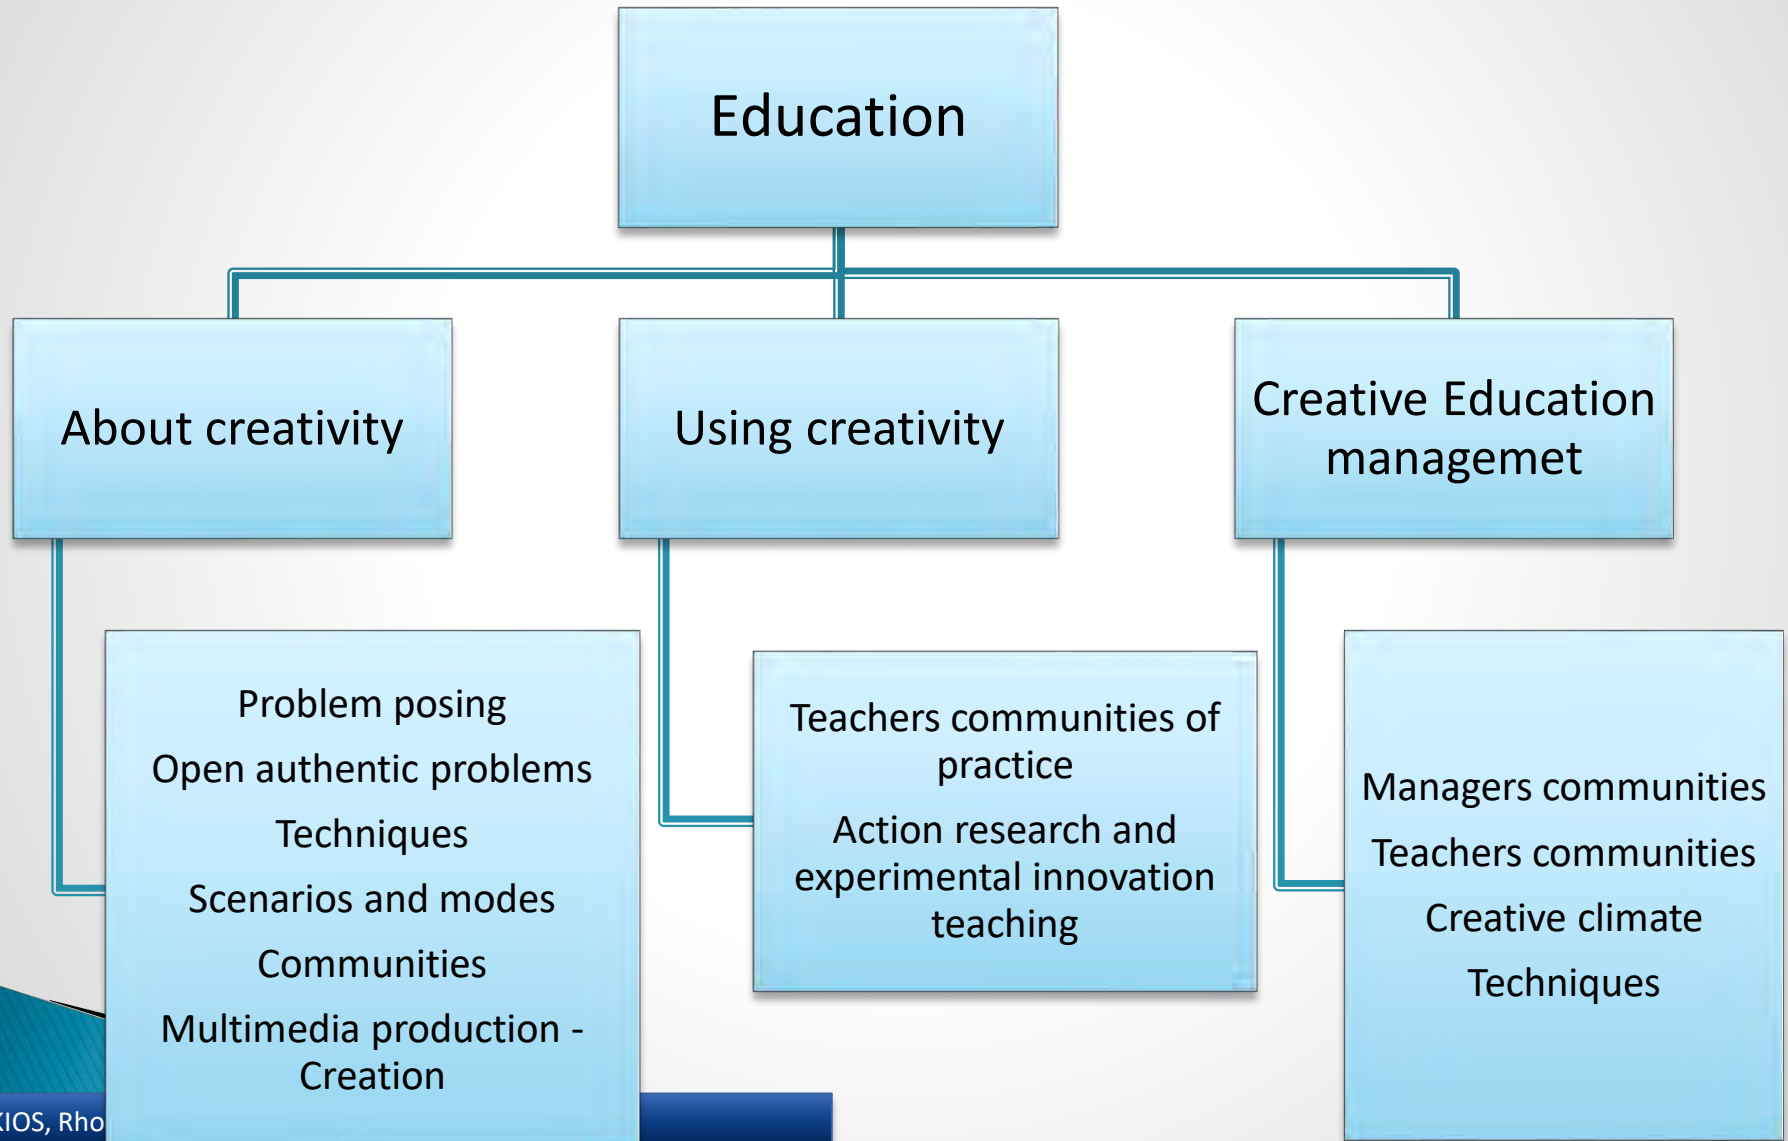 Education
About creativity
Using creativity
Creative Education
managemet
Problem posing
Open authentic problems
Techniques
Scenarios and modes
Communities
Multimedia production -
Creation
Teachers communities of
practice
Action research and
experimental innovation
teaching
Managers communities
Teachers communities
Creative climate
Techniques